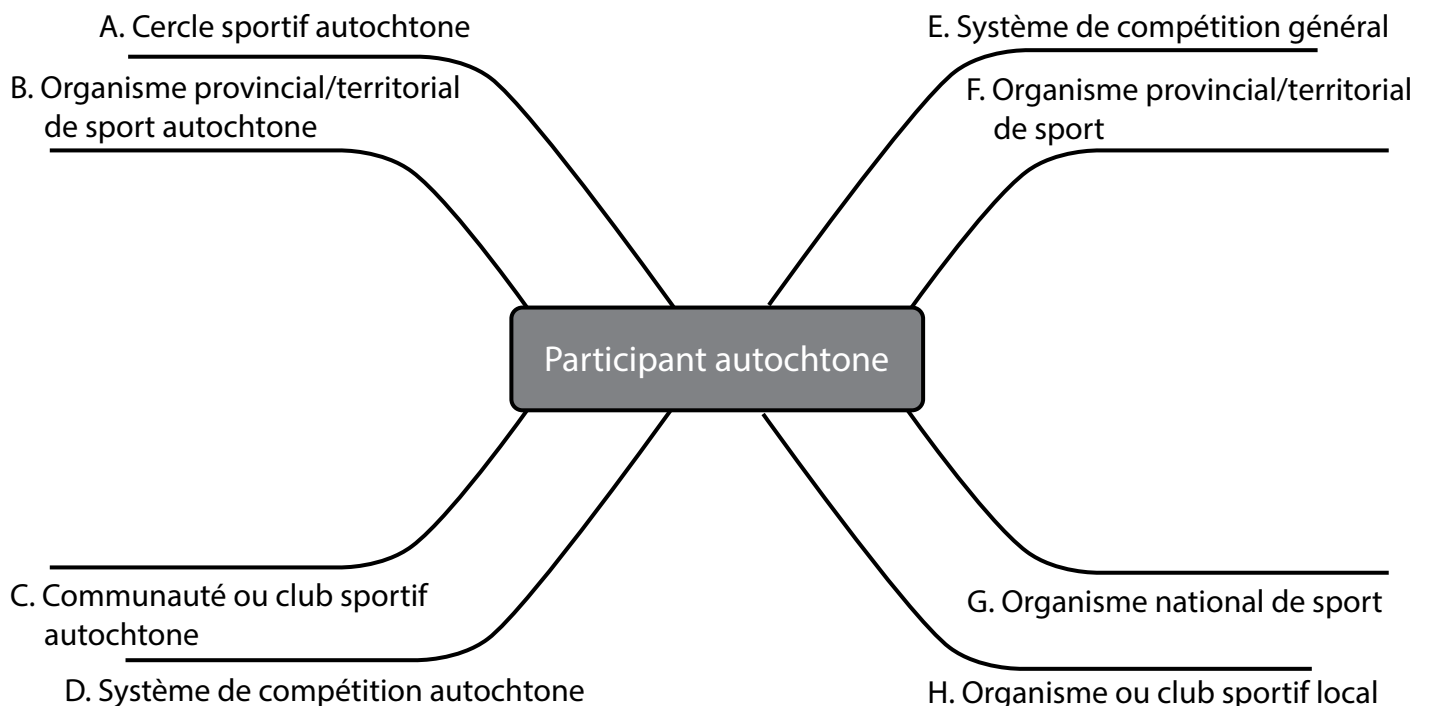 A. Cercle sportif autochtone
B. Organisme provincial/territorial
de sport autochtone
E. Système de compétition général
F. Organisme provincial/territorial
de sport
Participant autochtone
C. Communauté ou club sportif
autochtone
D. Système de compétition autochtone
G. Organisme national de sport
H. Organisme ou club sportif local